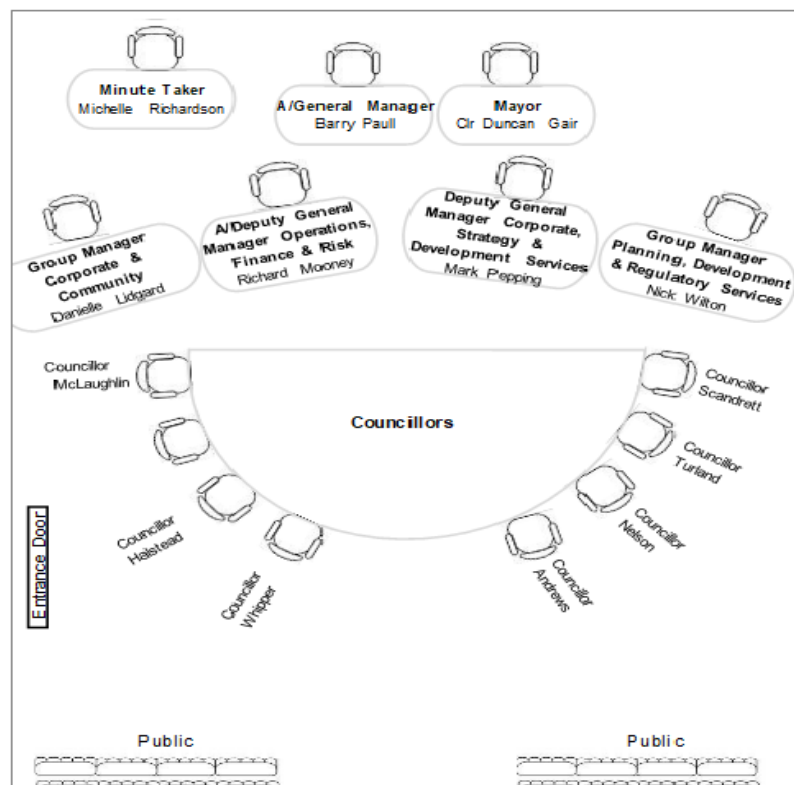 Minute Taker
Michelle Richardson
A/General Manager
Barry Paull
Mayor
Clr Duncan Gair
Group Manager
Corporate &
Community
Danielle Lidgard
A/Deputy General
Manager Operations,
Finance & Risk
Richard Mooney
Deputy General
Manager Corporate,
Strategy &
Development Services
Mark Pepping
Group Manager
Planning, Development
& Regulatory Services
Nick Wilton
Councillor
McLaughlin
Councillors
Councillor
Scandrett
Councillor
Turland
Councillor
Halstead
Councillor
Nelson
Councillor
Whipper
Councillor
Andrews
Entrance Door
Public
Public